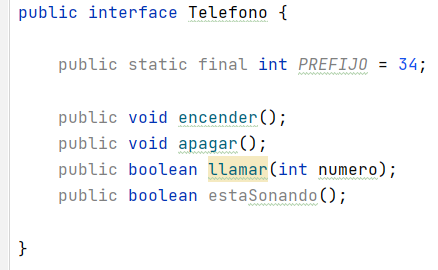 public interface Telefono {
public static final int PREFIJO = 34;
public void encender();
public void apagar();
public boolean llamar(int numero);
public boolean estaSonando();
}